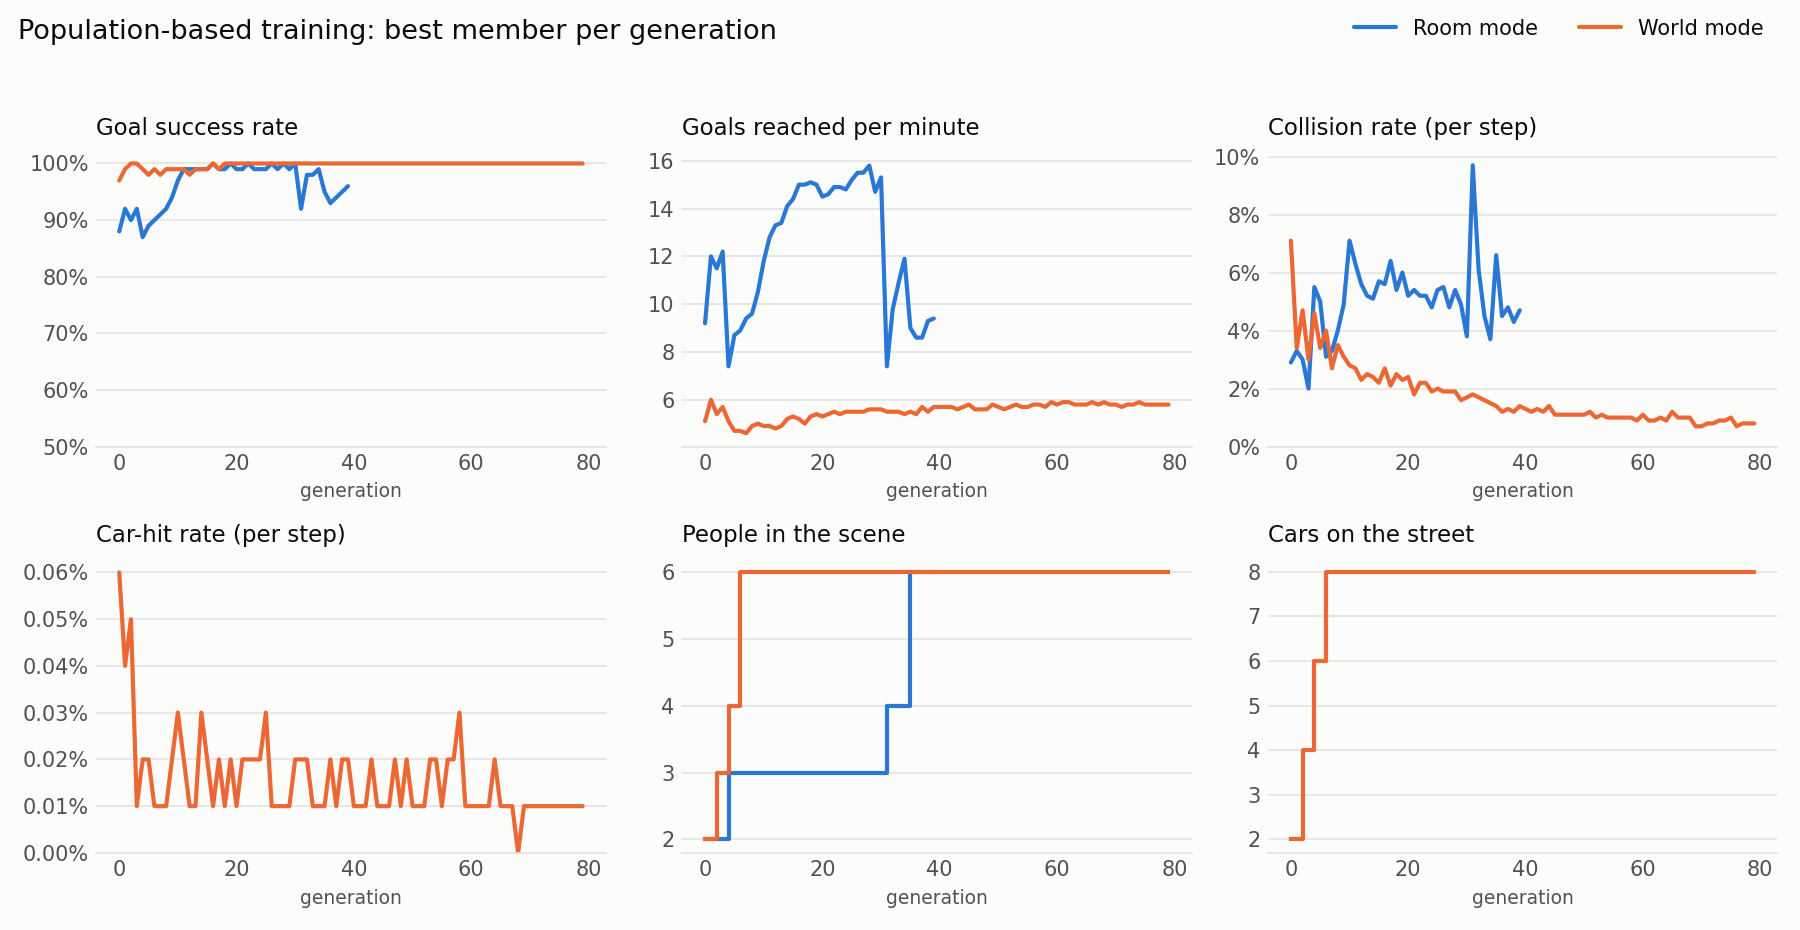 Population-based training: best member per generation
Room mode
World mode
Goal success rate
100%
90%
80%
70%
60%
50%
0 20 40 60 80
generation
Goals reached per minute
16
14
12
10
8
6
0 20 40 60 80
generation
Collision rate (per step)
10%
8%
6%
4%
2%
0%
0 20 40 60 80
generation
Car-hit rate (per step)
0.06%
0.05%
0.04%
0.03%
0.02%
0.01%
0.00%
0 20 40 60 80
generation
People in the scene
6
5
4
3
2
0 20 40 60 80
generation
Cars on the street
8
7
6
5
4
3
2
0 20 40 60 80
generation